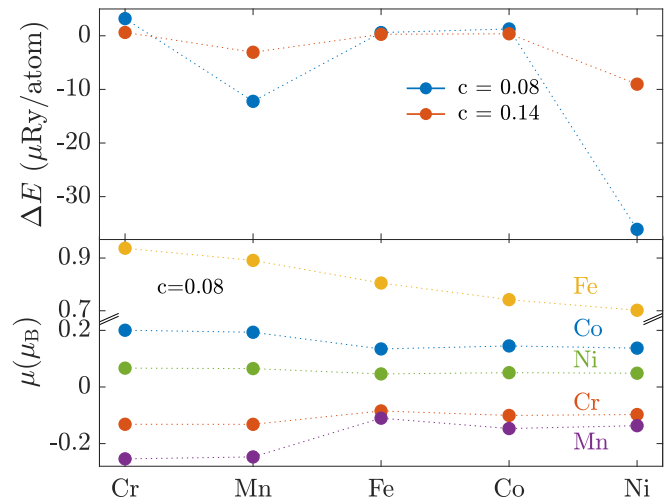 0
-10
-20
-30
ΔE (μRy/atom)
c = 0.08
c = 0.14
0.9
0.7
0.2
0
-0.2
μ(μB)
c=0.08
Fe
Co
Ni
Cr
Mn
Cr Mn Fe Co Ni